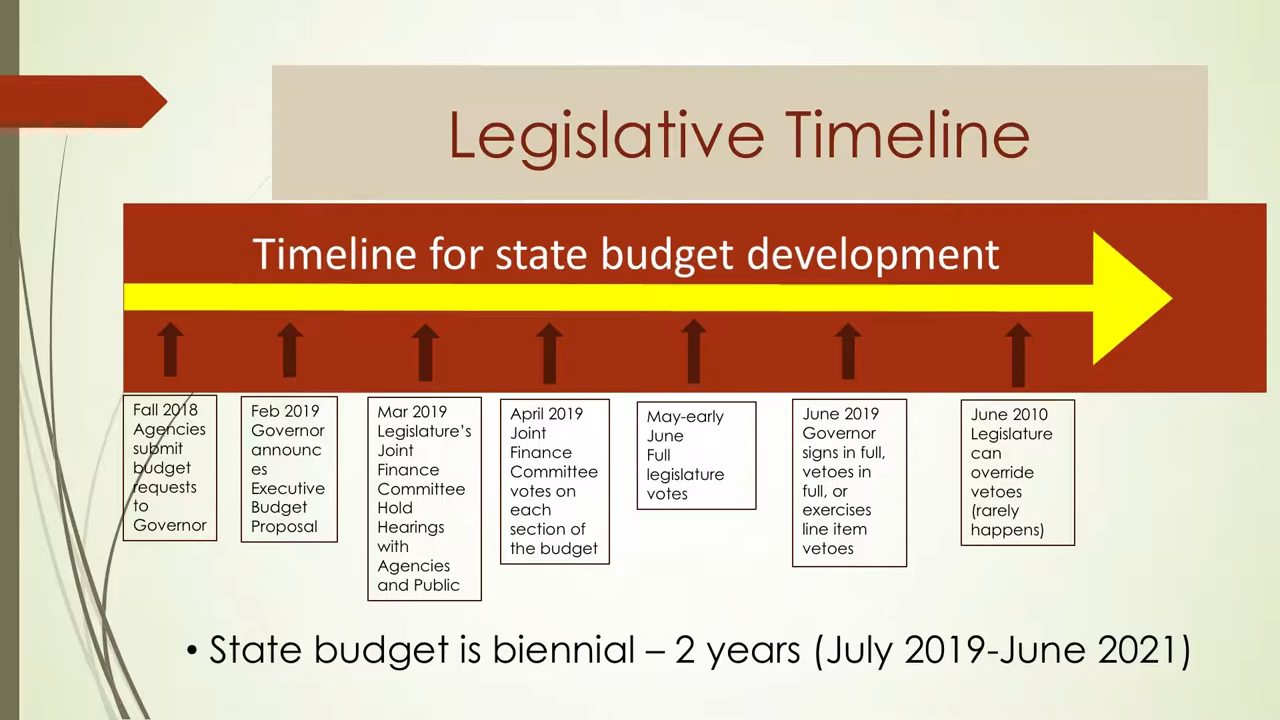 Legislative Timeline
Timeline for state budget development
Fall 2018
Agencies
submit
budget
requests
to
Governor
Feb 2019
Governor
announc
es
Executive
Budget
Proposal
Mar 2019
Legislature’s
Joint
Finance
Committee
Hold
Hearings
with
Agencies
and Public
April 2019
Joint
Finance
Committee
votes on
each
section of
the budget
May-early
June
Full
legislature
votes
June 2019
Governor
signs in full,
vetoes in
full, or
exercises
line item
vetoes
June 2010
Legislature
can
override
vetoes
(rarely
happens)
• State budget is biennial – 2 years (July 2019-June 2021)